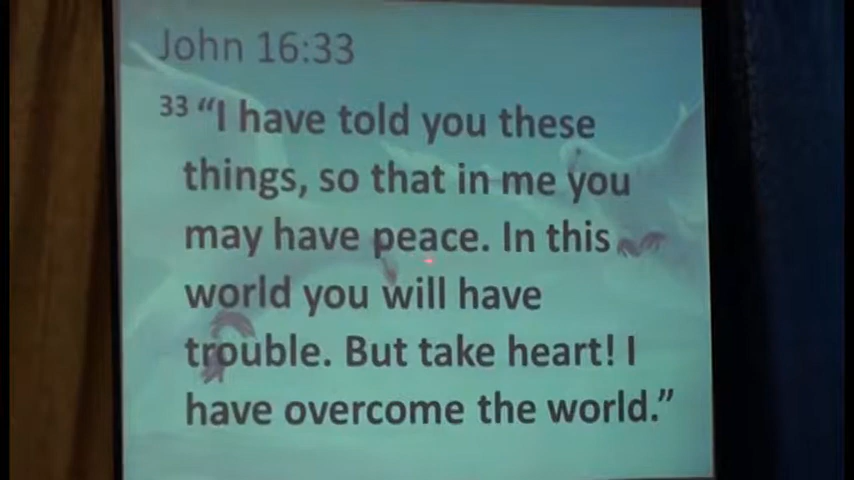 John 16:33
33 “I have told you these
things, so that in me you
may have peace. In this
world you will have
trouble. But take heart! I
have overcome the world.”